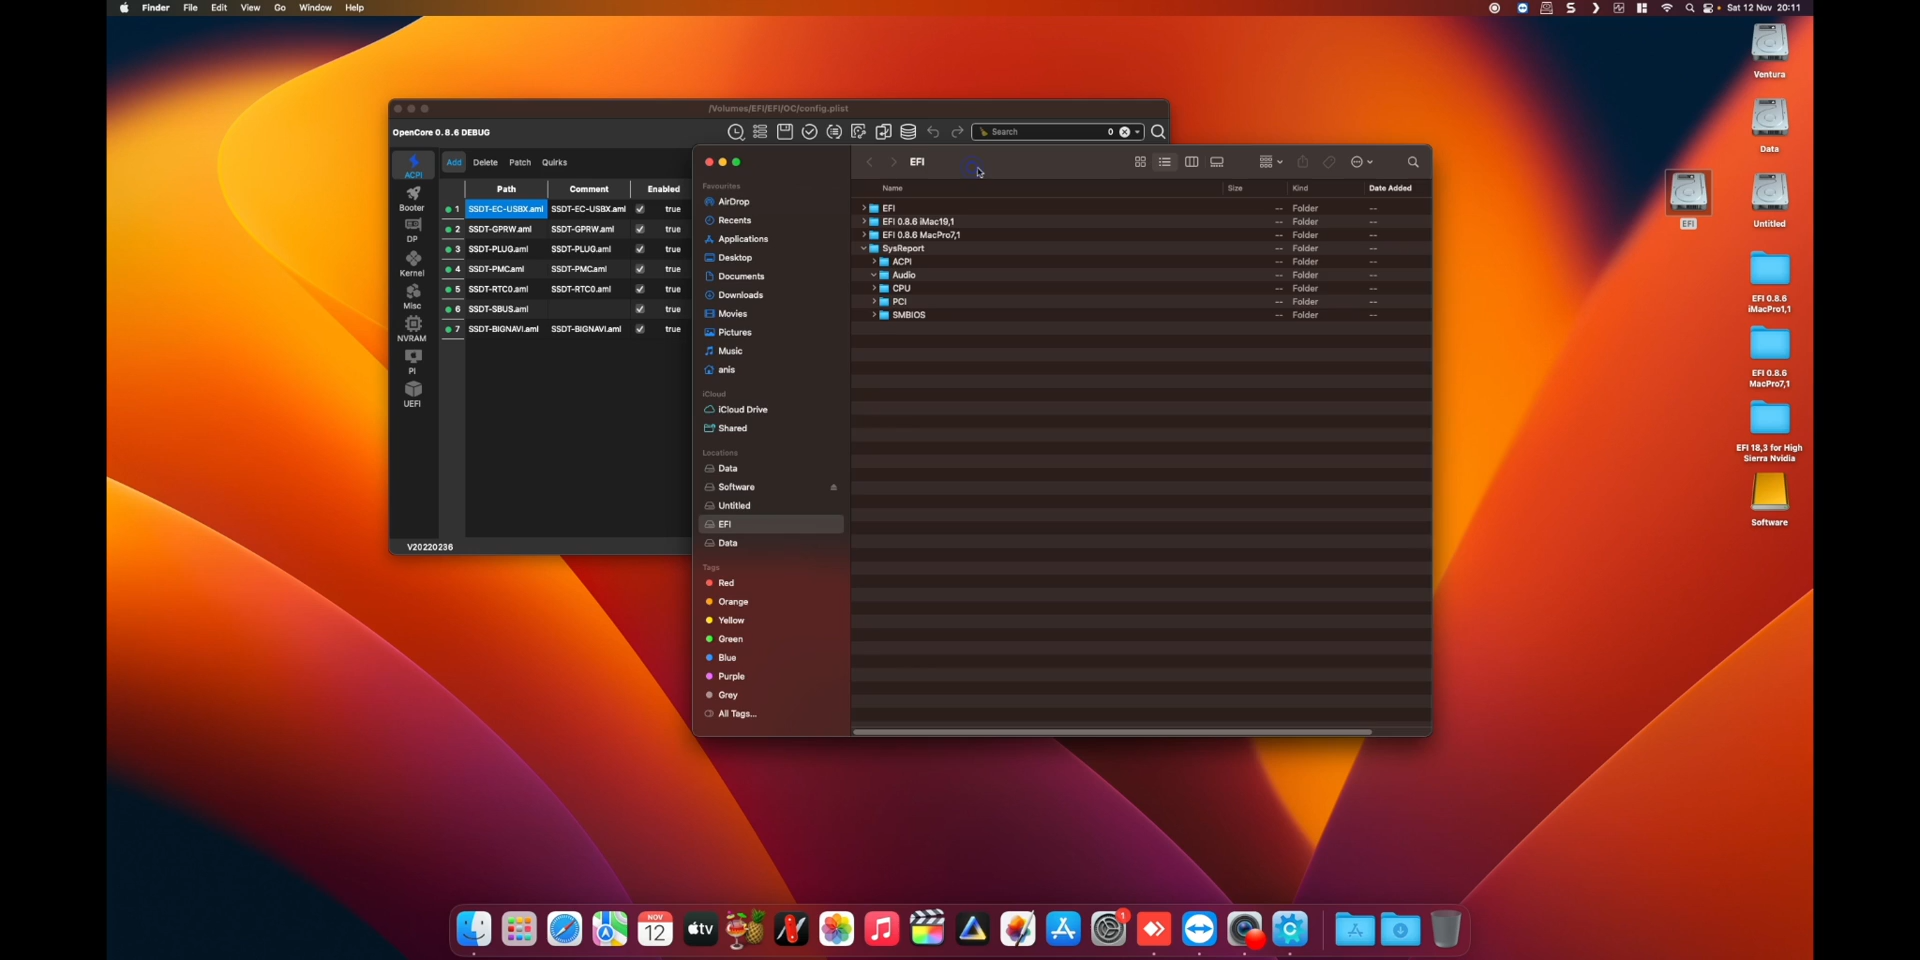 Finder File Edit View Go Window Help
Sat 12 Nov 20:11
/Volumes/EFI/EFI/OC/config.plist
OpenCore 0.8.6 DEBUG
Search 0
ACPI
Booter
DP
Kernel
Misc
NVRAM
PI
UEFI
Add Delete Patch Quirks
Path Comment Enabled
1 SSDT-EC-USBX.aml SSDT-EC-USBX.aml true
2 SSDT-GPRW.aml SSDT-GPRW.aml true
3 SSDT-PLUG.aml SSDT-PLUG.aml true
4 SSDT-PMC.aml SSDT-PMC.aml true
5 SSDT-RTC0.aml SSDT-RTC0.aml true
6 SSDT-SBUS.aml true
7 SSDT-BIGNAVI.aml SSDT-BIGNAVI.aml true
V20220236
Favourites
AirDrop
Recents
Applications
Desktop
Documents
Downloads
Movies
Pictures
Music
anis
iCloud
iCloud Drive
Shared
Locations
Data
Software
Untitled
EFI
Data
Tags
Red
Orange
Yellow
Green
Blue
Purple
Grey
All Tags...
EFI
Name Size Kind Date Added
EFI -- Folder --
EFI 0.8.6 iMac19,1 -- Folder --
EFI 0.8.6 MacPro7,1 -- Folder --
SysReport -- Folder --
ACPI -- Folder --
Audio -- Folder --
CPU -- Folder --
PCI -- Folder --
SMBIOS -- Folder --
Ventura
Data
EFI
Untitled
EFI 0.8.6
iMacPro1,1
EFI 0.8.6
MacPro7,1
EFI 18,3 for High
Sierra Nvidia
Software
NOV
12
tv
1